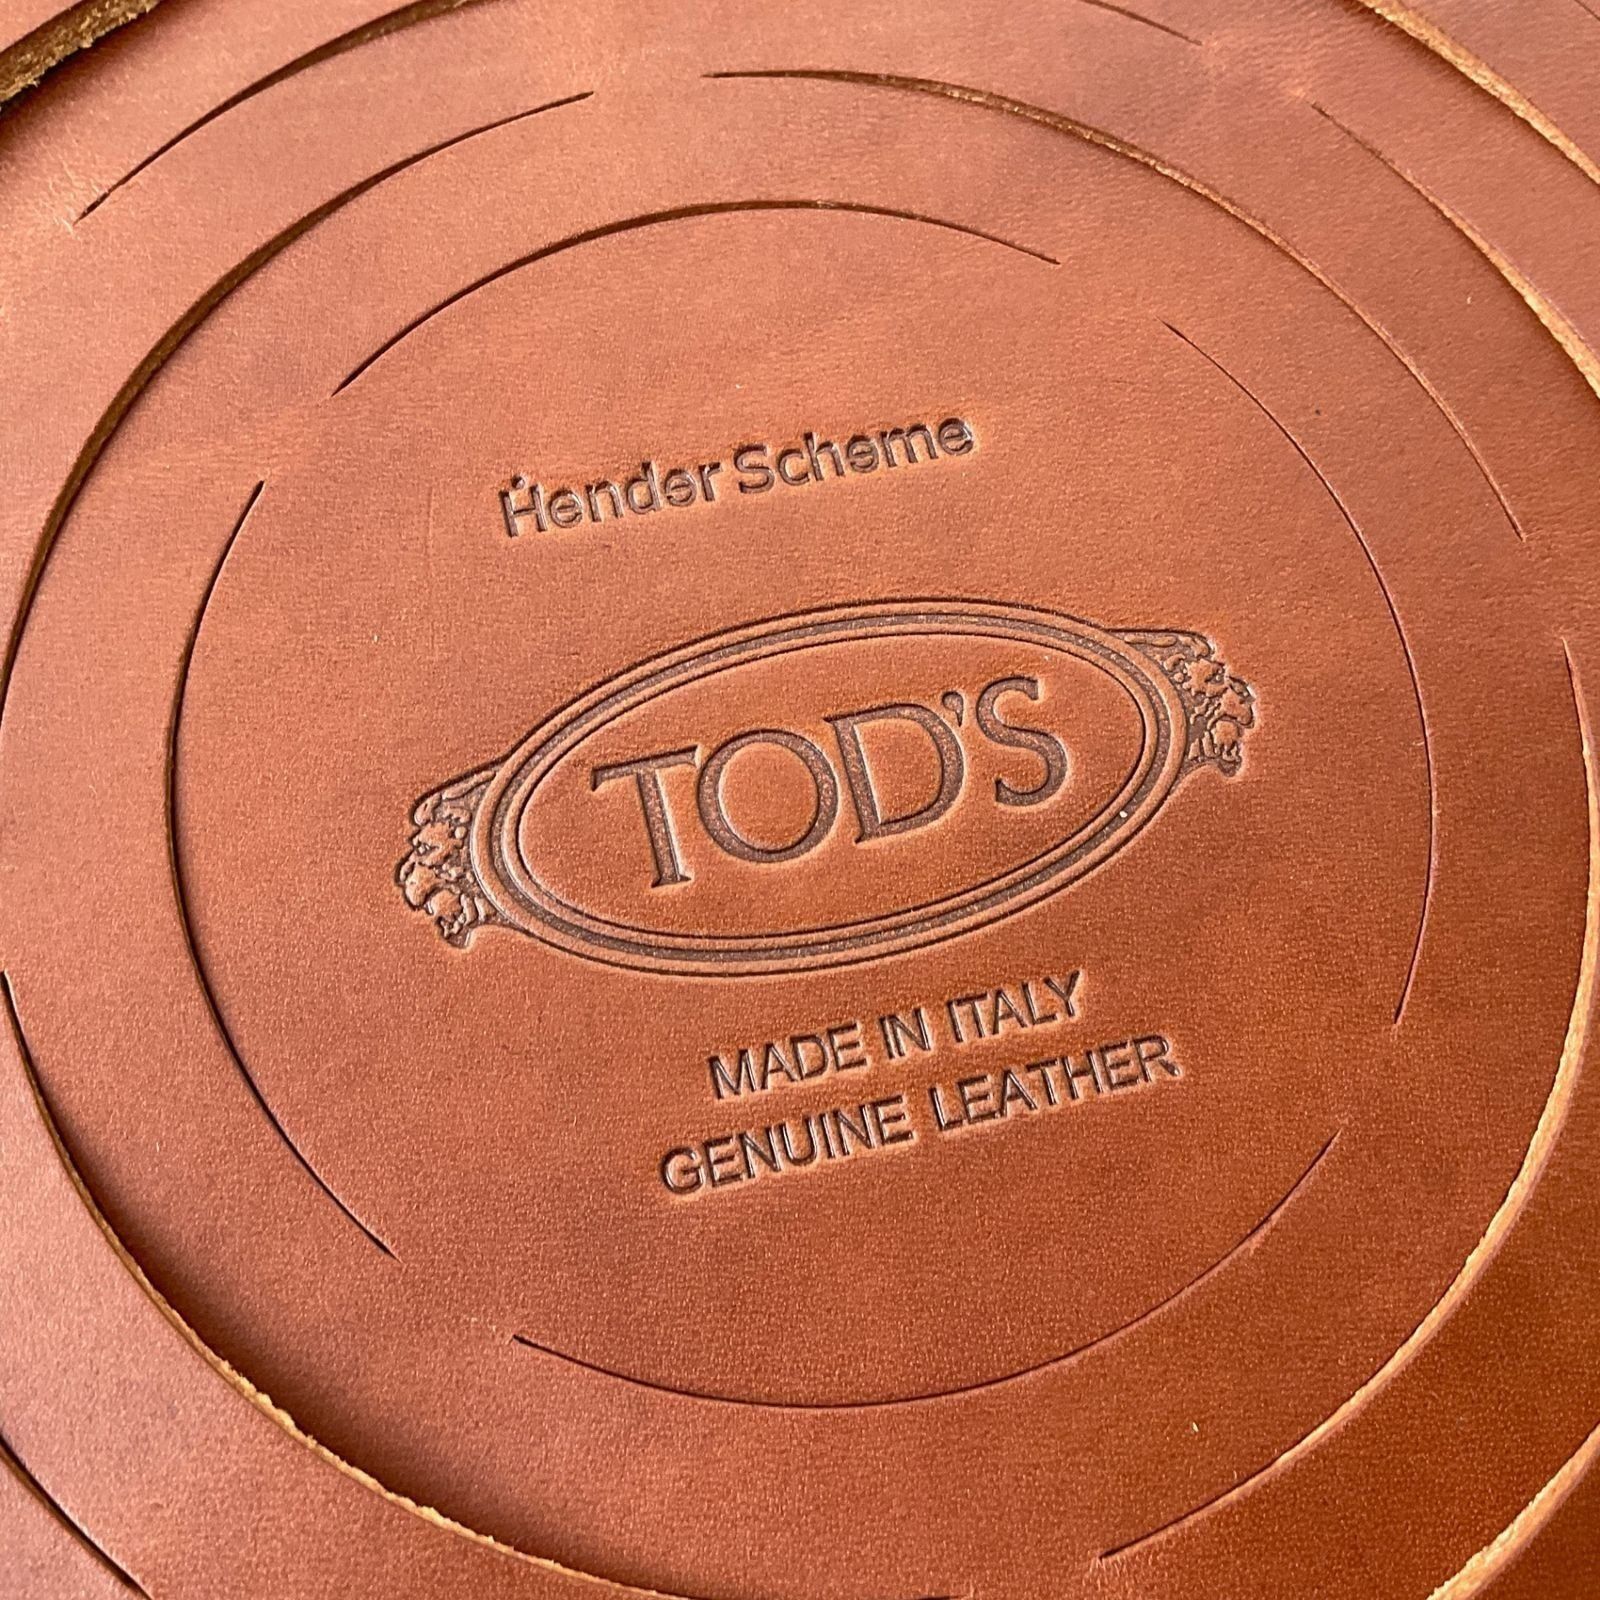 Hender Scheme
TOD'S
MADE IN ITALY
GENUINE LEATHER